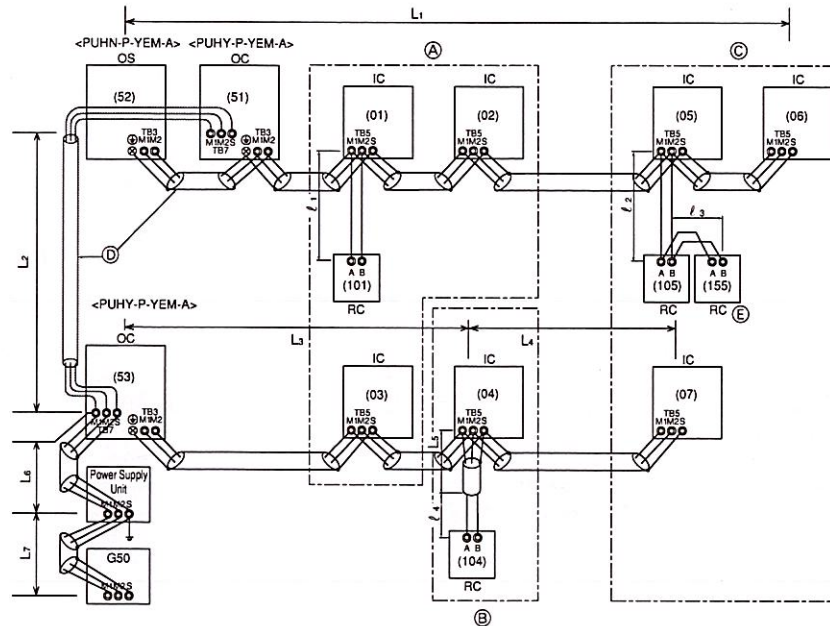 L1
<PUHN-P-YEM-A> <PUHY-P-YEM-A>
OS OC
Ⓐ Ⓒ
IC IC IC IC
(52) (51) (01) (02) (05) (06)
TB3 M1M2
M1M2S TB7
TB3 M1M2
TB5 M1M2S
TB5 M1M2S
TB5 M1M2S
TB5 M1M2S
L2
Ⓓ
ℓ1 ℓ2 ℓ3
A B (101) RC
A B (105) RC
A B (155) RC
Ⓔ
<PUHY-P-YEM-A>
L3 L4
OC
IC IC IC
(53) (03) (04) (07)
M1M2S TB7
TB3 M1M2
TB5 M1M2S
TB5 M1M2S
TB5 M1M2S
L5
L6
Power Supply
Unit
M1M2S
ℓ4
L7
G50
M1M2S
A B
(104)
RC
Ⓑ